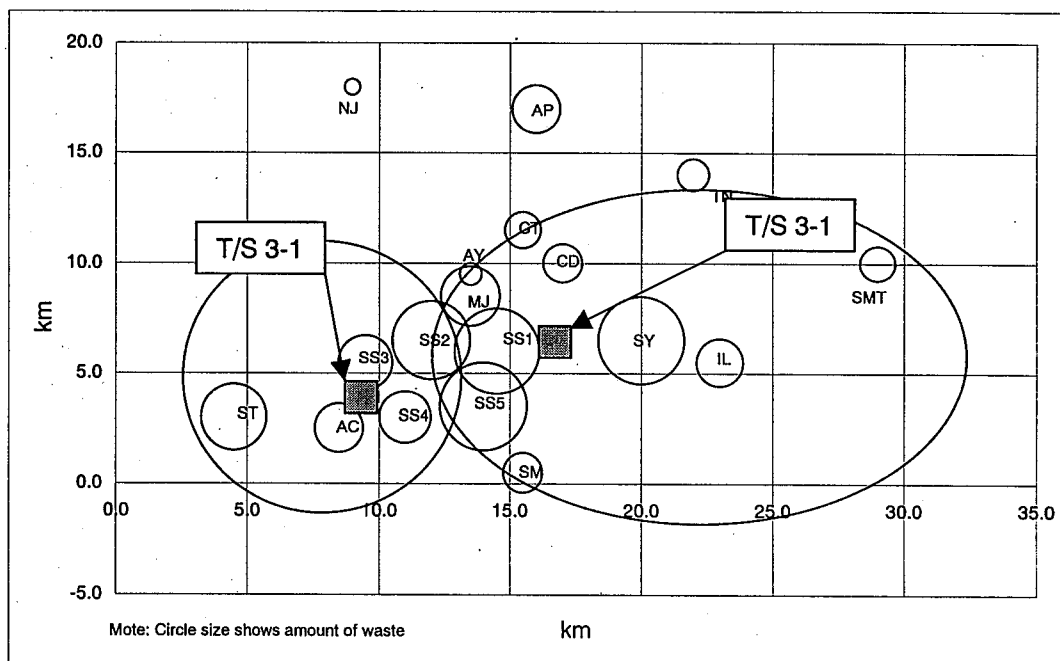 20.0
NJ
AP
15.0
T/S 3-1
T/S 3-1
CT
AY
CD
10.0
SMT
MJ
km
SS2
SS1
SY
SS3
IL
5.0
ST
SS4
SS5
AC
SM
0.0
0.0
5.0
10.0
15.0
20.0
25.0
30.0
35.0
-5.0
Mote: Circle size shows amount of waste
km